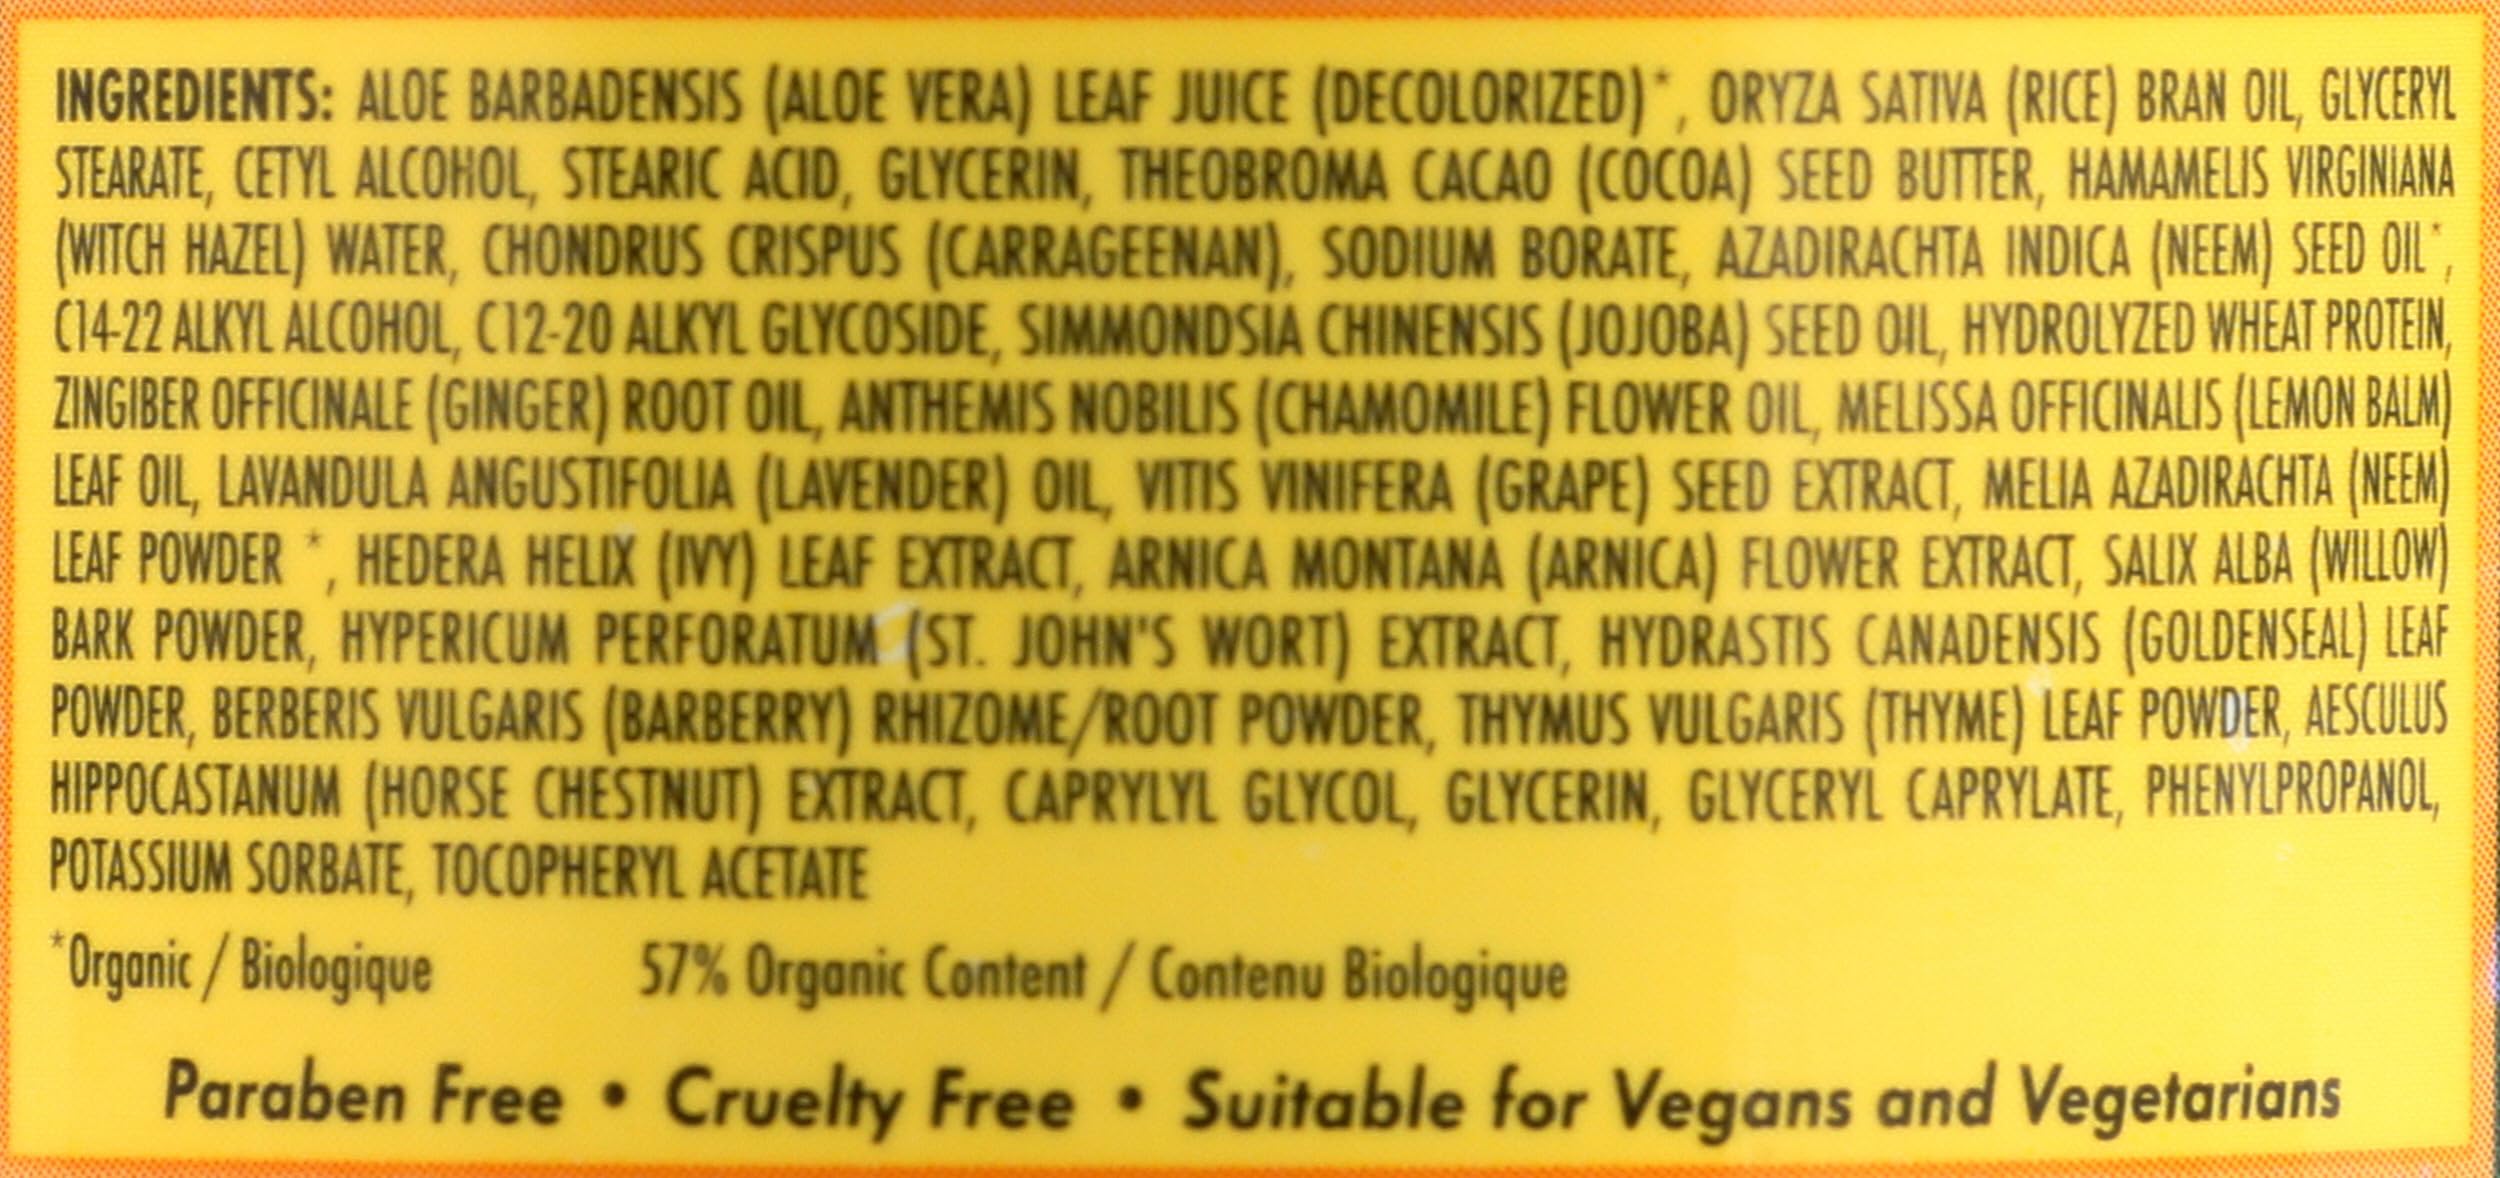 INGREDIENTS: ALOE BARBADENSIS (ALOE VERA) LEAF JUICE (DECOLORIZED)*, ORYZA SATIVA (RICE) BRAN OIL, GLYCERYL
STEARATE, CETYL ALCOHOL, STEARIC ACID, GLYCERIN, THEOBROMA CACAO (COCOA) SEED BUTTER, HAMAMELIS VIRGINIANA
(WITCH HAZEL) WATER, CHONDRUS CRISPUS (CARRAGEENAN), SODIUM BORATE, AZADIRACHTA INDICA (NEEM) SEED OIL*,
C14-22 ALKYL ALCOHOL, C12-20 ALKYL GLYCOSIDE, SIMMONDSIA CHINENSIS (JOJOBA) SEED OIL, HYDROLYZED WHEAT PROTEIN,
ZINGIBER OFFICINALE (GINGER) ROOT OIL, ANTHEMIS NOBILIS (CHAMOMILE) FLOWER OIL, MELISSA OFFICINALIS (LEMON BALM)
LEAF OIL, LAVANDULA ANGUSTIFOLIA (LAVENDER) OIL, VITIS VINIFERA (GRAPE) SEED EXTRACT, MELIA AZADIRACHTA (NEEM)
LEAF POWDER *, HEDERA HELIX (IVY) LEAF EXTRACT, ARNICA MONTANA (ARNICA) FLOWER EXTRACT, SALIX ALBA (WILLOW)
BARK POWDER, HYPERICUM PERFORATUM (ST. JOHN'S WORT) EXTRACT, HYDRASTIS CANADENSIS (GOLDENSEAL) LEAF
POWDER, BERBERIS VULGARIS (BARBERRY) RHIZOME/ROOT POWDER, THYMUS VULGARIS (THYME) LEAF POWDER, AESCULUS
HIPPOCASTANUM (HORSE CHESTNUT) EXTRACT, CAPRYLYL GLYCOL, GLYCERIN, GLYCERYL CAPRYLATE, PHENYLPROPANOL,
POTASSIUM SORBATE, TOCOPHERYL ACETATE
*Organic / Biologique 57% Organic Content / Contenu Biologique
Paraben Free • Cruelty Free • Suitable for Vegans and Vegetarians